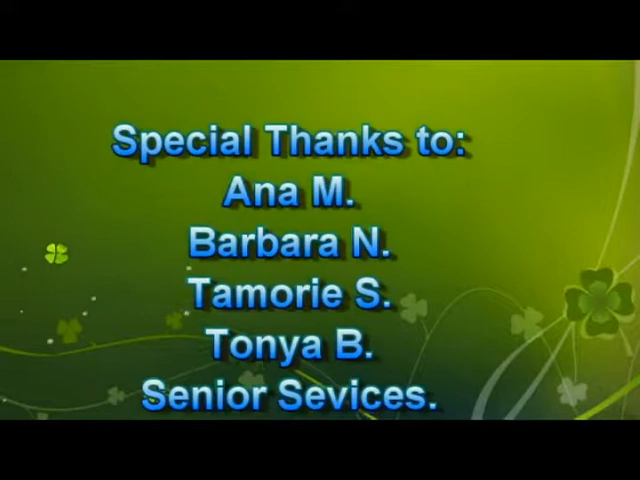 Special Thanks to:
Ana M.
Barbara N.
Tamorie S.
Tonya B.
Senior Sevices.